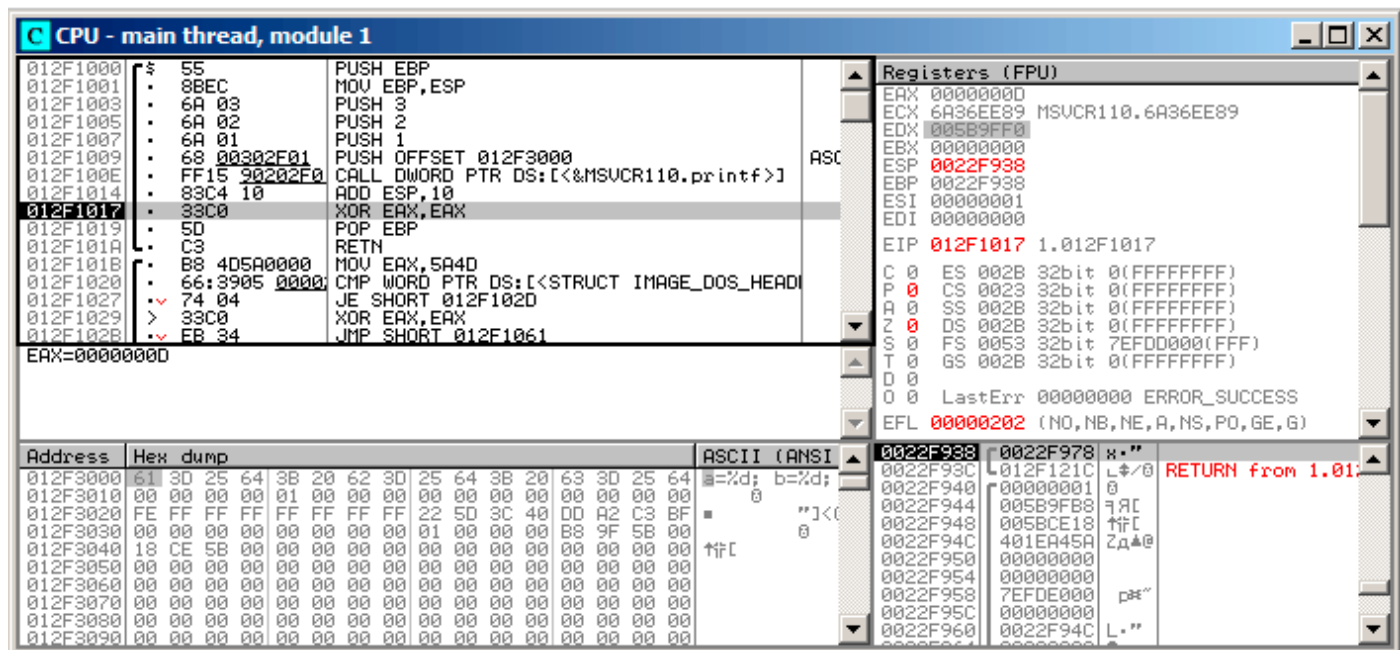 C CPU - main thread, module 1
012F1000 $ 55 PUSH EBP
012F1001 . 8BEC MOV EBP,ESP
012F1003 . 6A 03 PUSH 3
012F1005 . 6A 02 PUSH 2
012F1007 . 6A 01 PUSH 1
012F1009 . 68 00302F01 PUSH OFFSET 012F3000 ASC
012F100E . FF15 90202F0 CALL DWORD PTR DS:[<&MSVCR110.printf>]
012F1014 . 83C4 10 ADD ESP,10
012F1017 . 33C0 XOR EAX,EAX
012F1019 . 5D POP EBP
012F101A . C3 RETN
012F101B . B8 4D5A0000 MOV EAX,5A4D
012F1020 . 66:3905 0000 CMP WORD PTR DS:[<STRUCT IMAGE_DOS_HEAD
012F1027 . 74 04 JE SHORT 012F102D
012F1029 > 33C0 XOR EAX,EAX
012F102B . EB 34 JMP SHORT 012F1061
EAX=0000000D
Registers (FPU)
EAX 0000000D
ECX 6A36EE89 MSVCR110.6A36EE89
EDX 005B9FF0
EBX 00000000
ESP 0022F938
EBP 0022F938
ESI 00000001
EDI 00000000
EIP 012F1017 1.012F1017
C 0 ES 002B 32bit 0(FFFFFFFF)
P 0 CS 0023 32bit 0(FFFFFFFF)
A 0 SS 002B 32bit 0(FFFFFFFF)
Z 0 DS 002B 32bit 0(FFFFFFFF)
S 0 FS 0053 32bit 7EFDD000(FFF)
T 0 GS 002B 32bit 0(FFFFFFFF)
D 0
O 0 LastErr 00000000 ERROR_SUCCESS
EFL 00000202 (NO,NB,NE,A,NS,PO,GE,G)
Address Hex dump ASCII (ANSI
012F3000 61 3D 25 64 3B 20 62 3D 25 64 3B 20 63 3D 25 64 a=%d; b=%d;
012F3010 00 00 00 00 01 00 00 00 00 00 00 00 00 00 00 00
012F3020 FE FF FF FF FF FF FF FF 22 5D 3C 40 DD A2 C3 BF "]<
012F3030 00 00 00 00 00 00 00 00 01 00 00 00 B8 9F 5B 00
012F3040 18 CE 5B 00 00 00 00 00 00 00 00 00 00 00 00 00 ↑╬[
012F3050 00 00 00 00 00 00 00 00 00 00 00 00 00 00 00 00
012F3060 00 00 00 00 00 00 00 00 00 00 00 00 00 00 00 00
012F3070 00 00 00 00 00 00 00 00 00 00 00 00 00 00 00 00
012F3080 00 00 00 00 00 00 00 00 00 00 00 00 00 00 00 00
012F3090 00 00 00 00 00 00 00 00 00 00 00 00 00 00 00 00
0022F938 0022F978 x·"
0022F93C 012F121C RETURN from 1.01
0022F940 00000001
0022F944 005B9FB8 ╕Я[
0022F948 005BCE18 ↑╬[
0022F94C 401EA45A Zд▲@
0022F950 00000000
0022F954 00000000
0022F958 7EFDE000
0022F95C 00000000
0022F960 0022F94C L·"